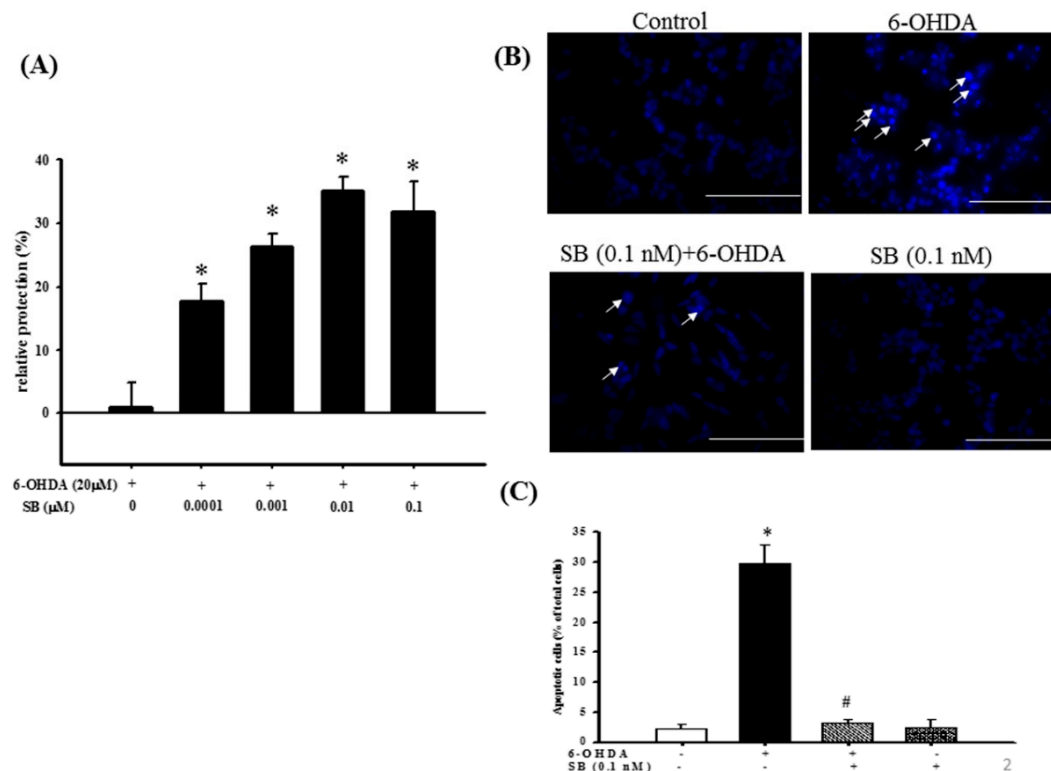 (A)
40
30
20
10
0
relative protection (%)
* * * *
6-OHDA (20μM) + + + + +
SB (μM) 0 0.0001 0.001 0.01 0.1
(B)
Control 6-OHDA
SB (0.1 nM)+6-OHDA SB (0.1 nM)
(C)
35
30
25
20
15
10
5
0
Apoptotic cells (% of total cells)
*
#
6-OHDA - + + -
SB (0.1 nM) - - + +
2